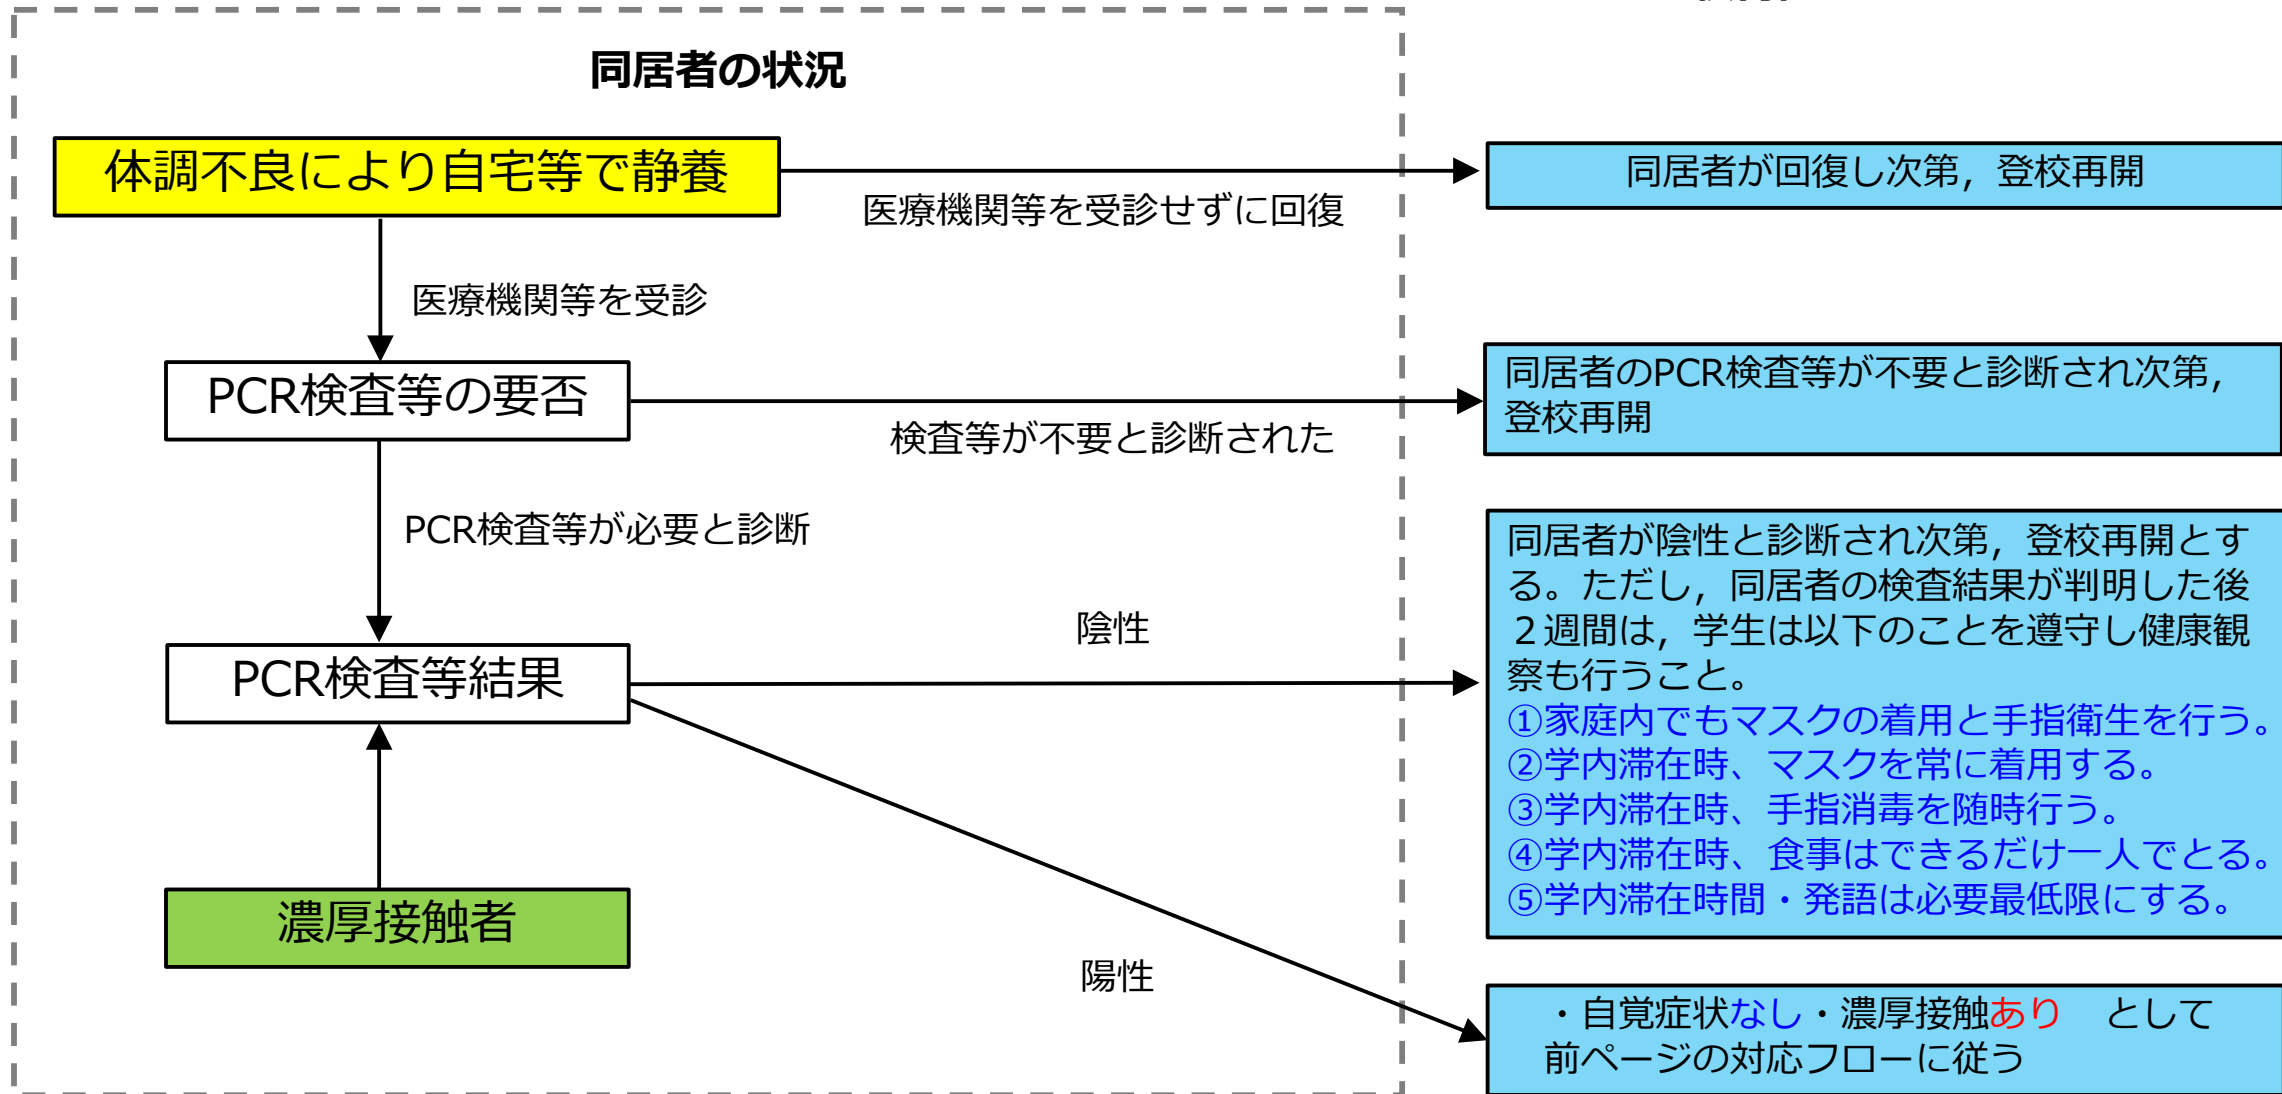 同居者の状況
体調不良により自宅等で静養
医療機関等を受診せずに回復
同居者が回復し次第，登校再開
医療機関等を受診
PCR検査等の要否
検査等が不要と診断された
同居者のPCR検査等が不要と診断され次第，
登校再開
PCR検査等が必要と診断
PCR検査等結果
陰性
同居者が陰性と診断され次第，登校再開とす
る。ただし，同居者の検査結果が判明した後
２週間は，学生は以下のことを遵守し健康観
察も行うこと。
①家庭内でもマスクの着用と手指衛生を行う。
②学内滞在時、マスクを常に着用する。
③学内滞在時、手指消毒を随時行う。
④学内滞在時、食事はできるだけ一人でとる。
⑤学内滞在時間・発語は必要最低限にする。
濃厚接触者
陽性
・自覚症状なし・濃厚接触あり　として
前ページの対応フローに従う